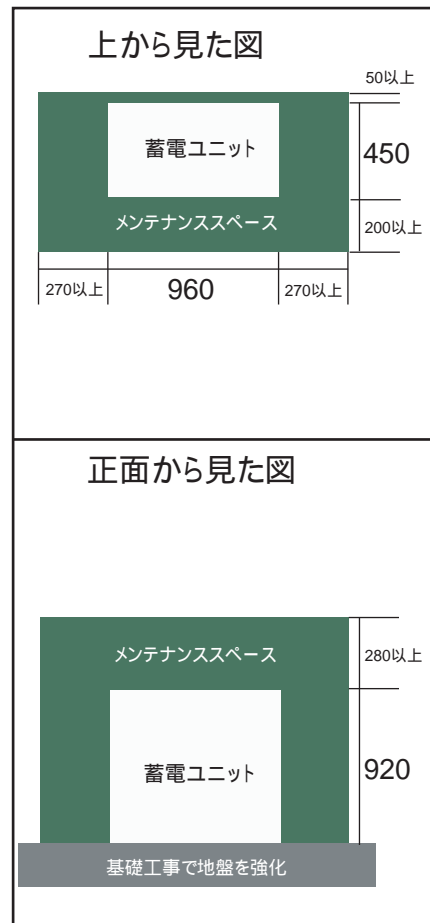 上から見た図
50以上
蓄電ユニット
450
メンテナンススペース
200以上
270以上
960
270以上
正面から見た図
メンテナンススペース
280以上
蓄電ユニット
920
基礎工事で地盤を強化